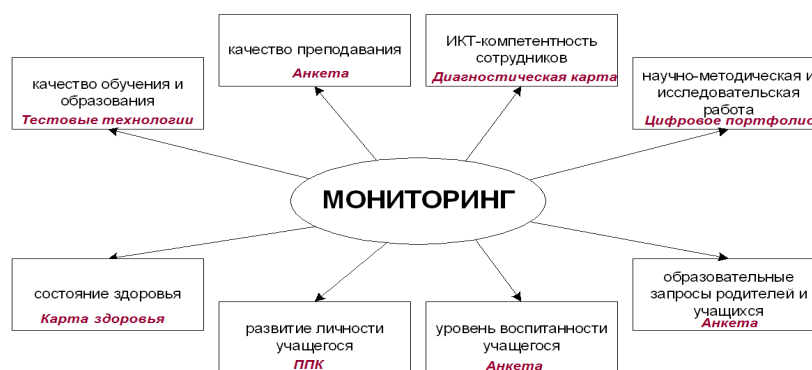 качество преподавания
Анкета
ИКТ-компетентность
сотрудников
Диагностическая карта
качество обучения и
образования
Тестовые технологии
научно-методическая и
исследовательская
работа
Цифровое портфолио
МОНИТОРИНГ
состояние здоровья
Карта здоровья
развитие личности
учащегося
ППК
уровень воспитанности
учащегося
Анкета
образовательные
запросы родителей и
учащихся
Анкета